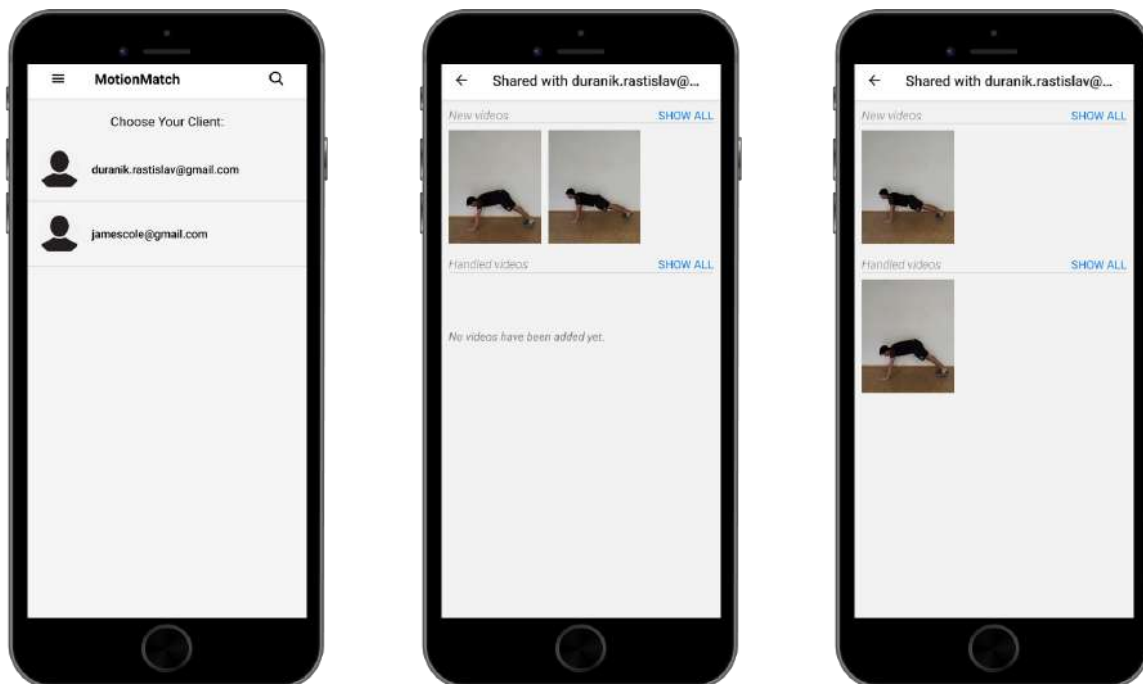 MotionMatch
Choose Your Client:
duranik.rastislav@gmail.com
jamescole@gmail.com
Shared with duranik.rastislav@...
New videos SHOW ALL
Handled videos SHOW ALL
No videos have been added yet.
Shared with duranik.rastislav@...
New videos SHOW ALL
Handled videos SHOW ALL